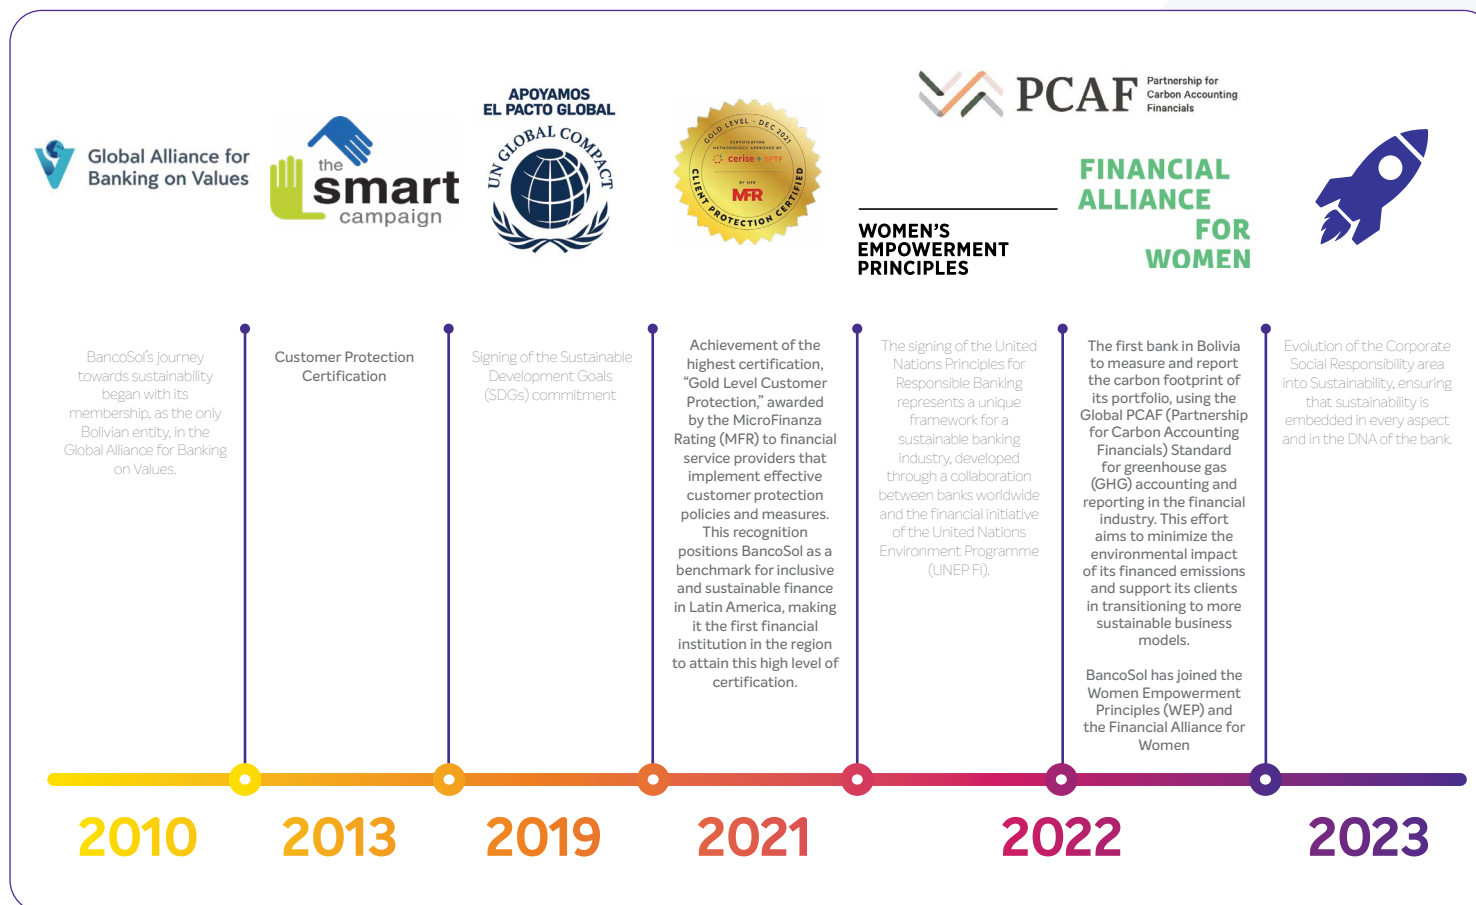 Global Alliance for
Banking on Values
the
smart
campaign
APOYAMOS
EL PACTO GLOBAL
UN GLOBAL COMPACT
GOLD LEVEL - DEC 2021
CERTIFICATION
METHODOLOGY APPROVED BY
cerise + SPTF
BY MFR
MFR
CLIENT PROTECTION CERTIFIED
PCAF
Partnership for
Carbon Accounting
Financials
WOMEN'S
EMPOWERMENT
PRINCIPLES
FINANCIAL
ALLIANCE
FOR
WOMEN
BancoSol's journey
towards sustainability
began with its
membership, as the only
Bolivian entity, in the
Global Alliance for Banking
on Values.
Customer Protection
Certification
Signing of the Sustainable
Development Goals
(SDGs) commitment
Achievement of the
highest certification,
“Gold Level Customer
Protection,” awarded
by the MicroFinanza
Rating (MFR) to financial
service providers that
implement effective
customer protection
policies and measures.
This recognition
positions BancoSol as a
benchmark for inclusive
and sustainable finance
in Latin America, making
it the first financial
institution in the region
to attain this high level of
certification.
The signing of the United
Nations Principles for
Responsible Banking
represents a unique
framework for a
sustainable banking
industry, developed
through a collaboration
between banks worldwide
and the financial initiative
of the United Nations
Environment Programme
(UNEP FI).
The first bank in Bolivia
to measure and report
the carbon footprint of
its portfolio, using the
Global PCAF (Partnership
for Carbon Accounting
Financials) Standard
for greenhouse gas
(GHG) accounting and
reporting in the financial
industry. This effort
aims to minimize the
environmental impact
of its financed emissions
and support its clients
in transitioning to more
sustainable business
models.
BancoSol has joined the
Women Empowerment
Principles (WEP) and
the Financial Alliance for
Women
Evolution of the Corporate
Social Responsibility area
into Sustainability, ensuring
that sustainability is
embedded in every aspect
and in the DNA of the bank.
2010
2013
2019
2021
2022
2023